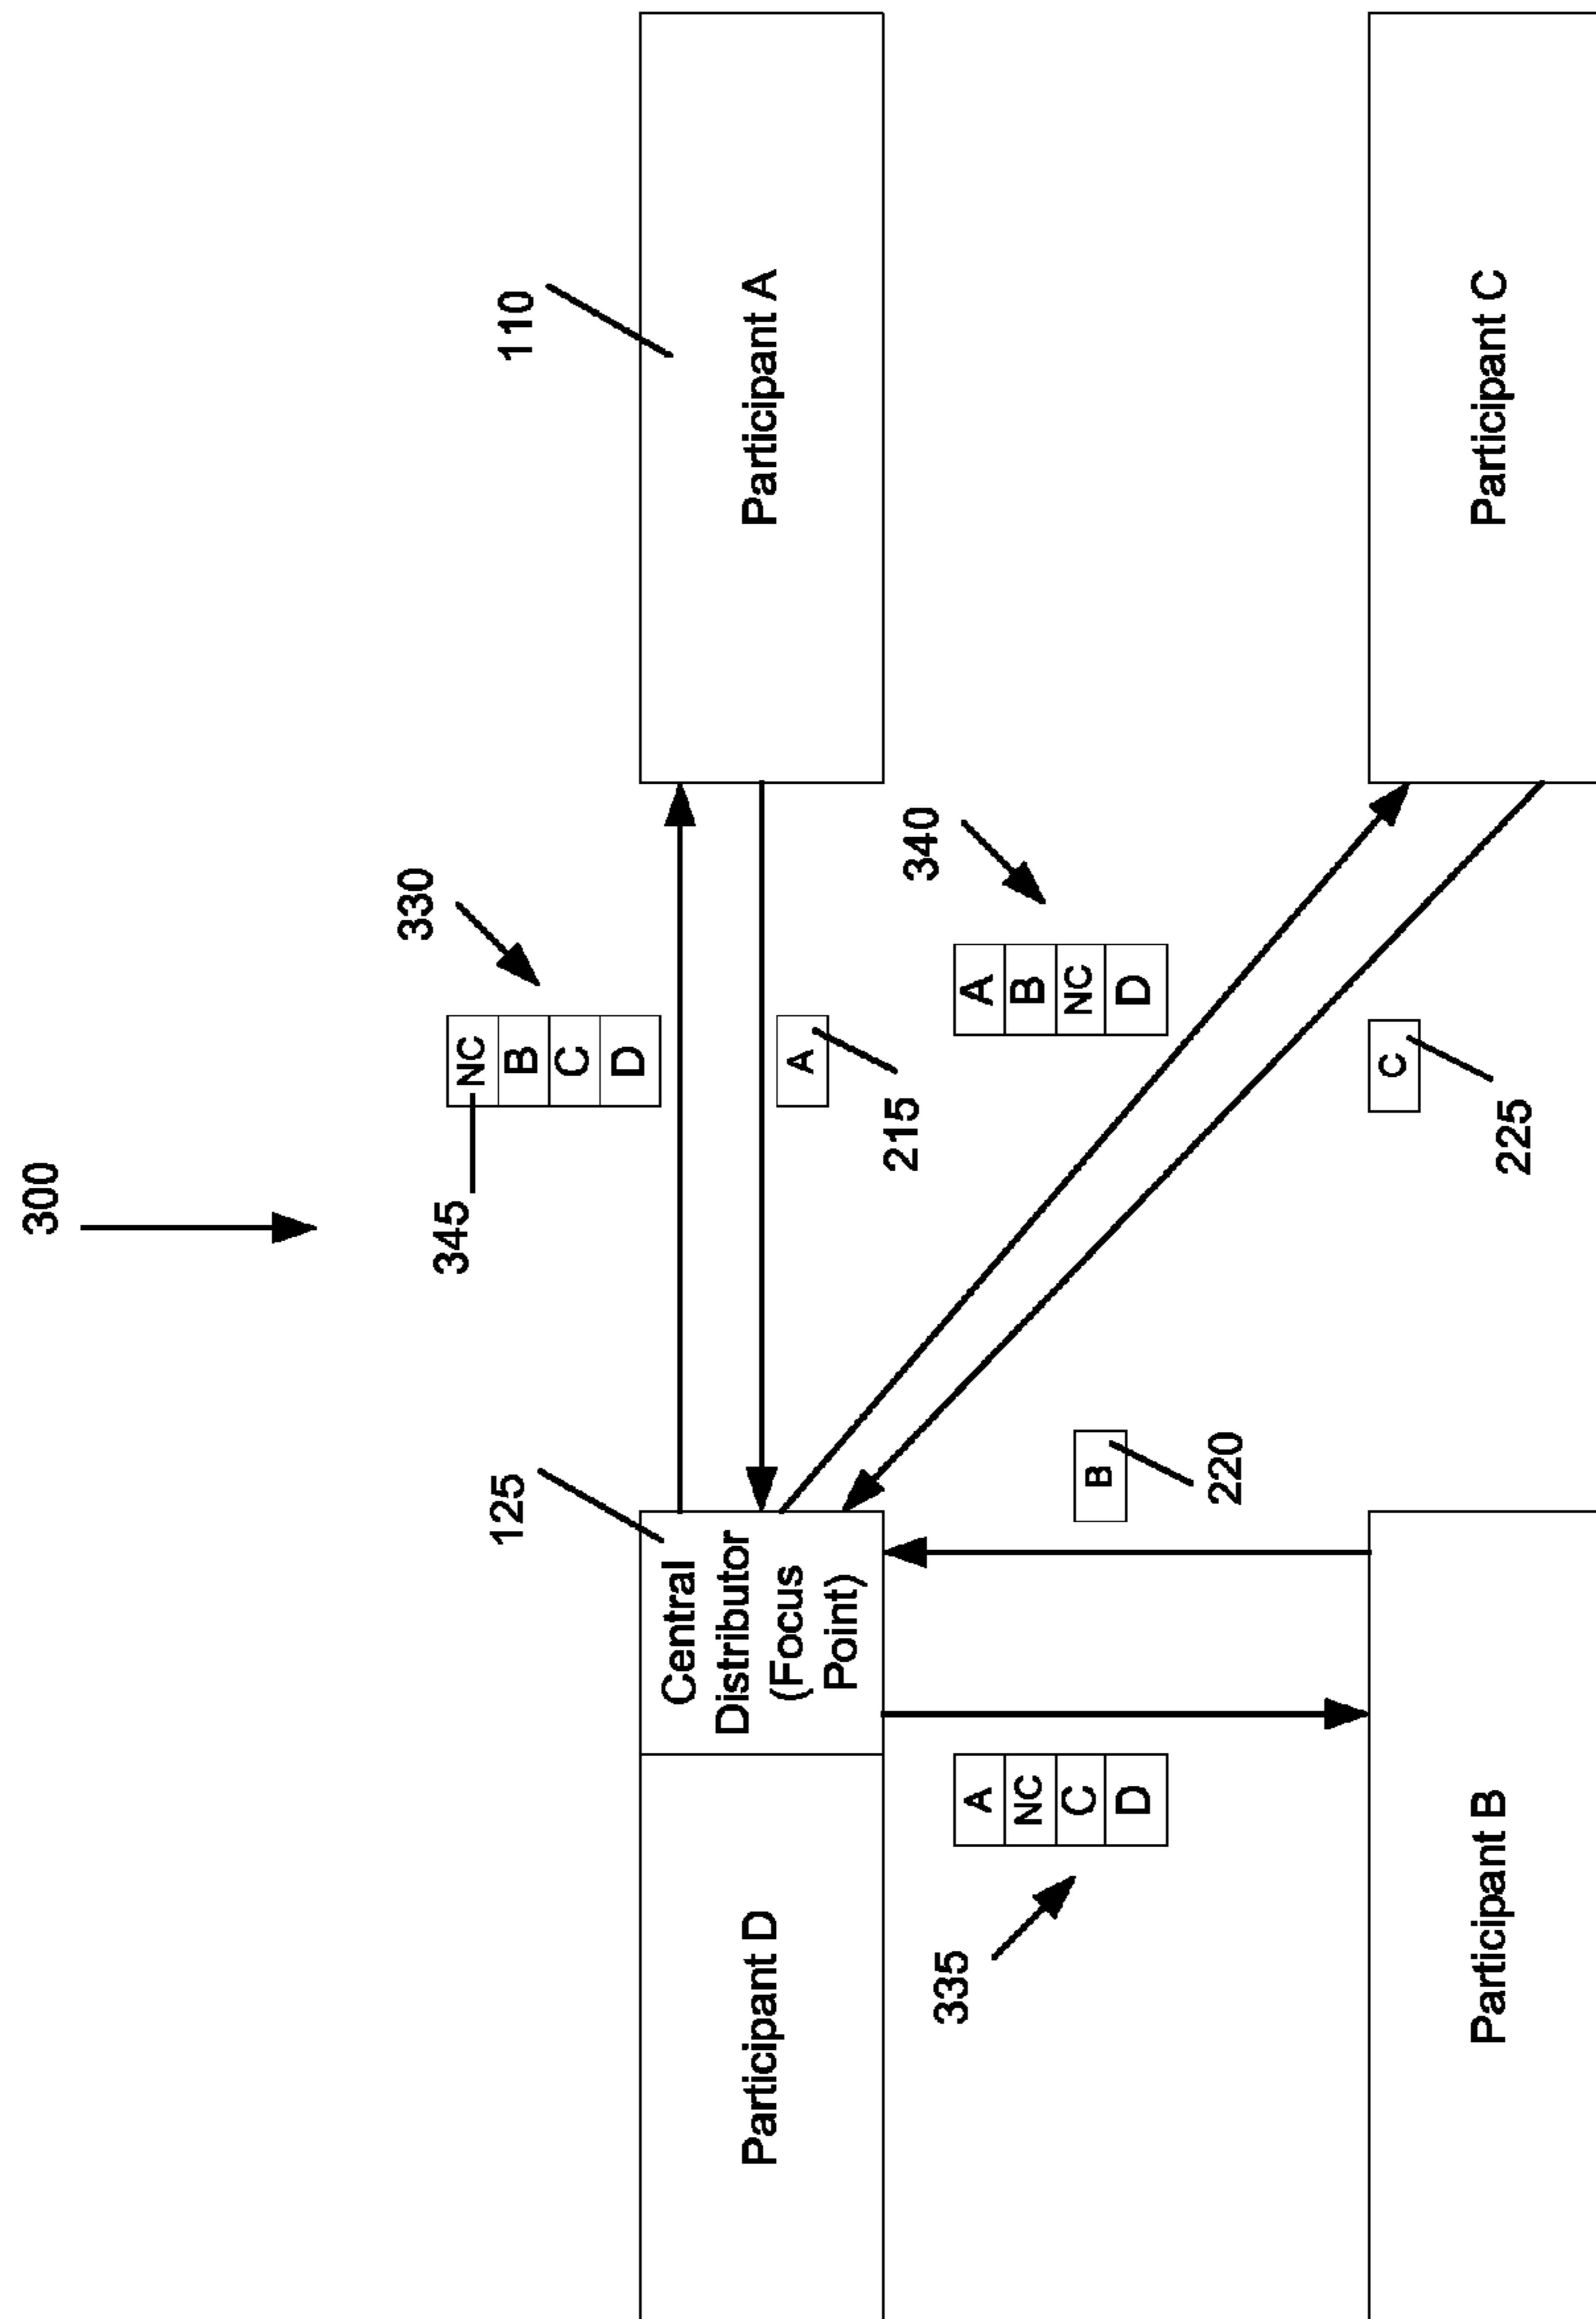 300
330
345
NC
B
C
D
125
110
Participant D
Central
Distributor
(Focus
Point)
Participant A
A
215
340
335
A
NC
C
D
A
B
NC
D
B
220
C
225
Participant B
Participant C